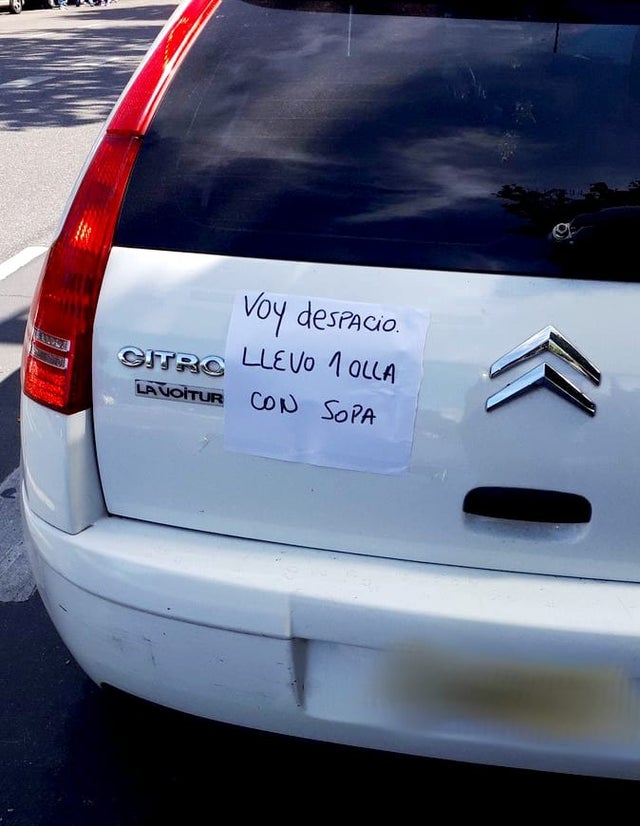 Voy despacio.
LLEVO 1 OLLA
CON SOPA
CITRO
LA VOITUR